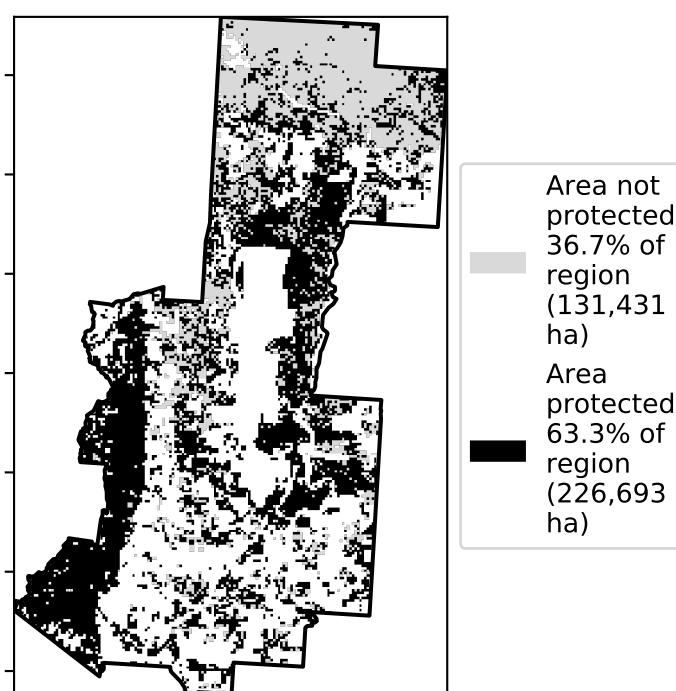 Area not
protected
36.7% of
region
(131,431
ha)
Area
protected
63.3% of
region
(226,693
ha)